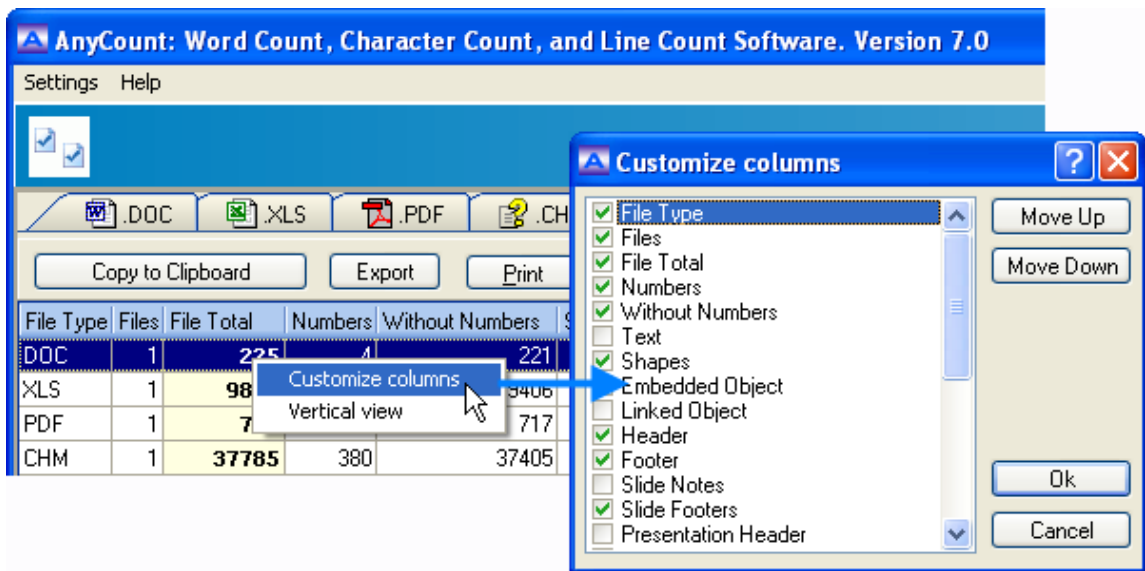 AnyCount: Word Count, Character Count, and Line Count Software. Version 7.0
Settings Help
.DOC .XLS .PDF .CH
Copy to Clipboard Export Print
File Type Files File Total Numbers Without Numbers S
DOC 1 225 4 221
XLS 1 98 9406
PDF 1 7 717
CHM 1 37785 380 37405
Customize columns
Vertical view
Customize columns
File Type
Files
File Total
Numbers
Without Numbers
Text
Shapes
Embedded Object
Linked Object
Header
Footer
Slide Notes
Slide Footers
Presentation Header
Move Up
Move Down
Ok
Cancel